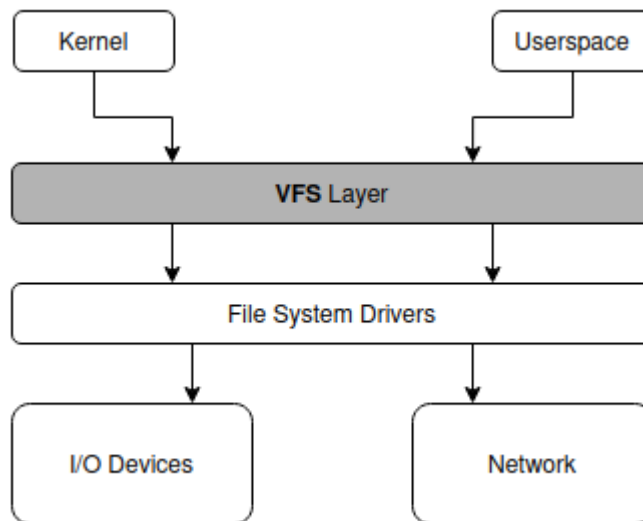 Kernel
Userspace
VFS Layer
File System Drivers
I/O Devices
Network